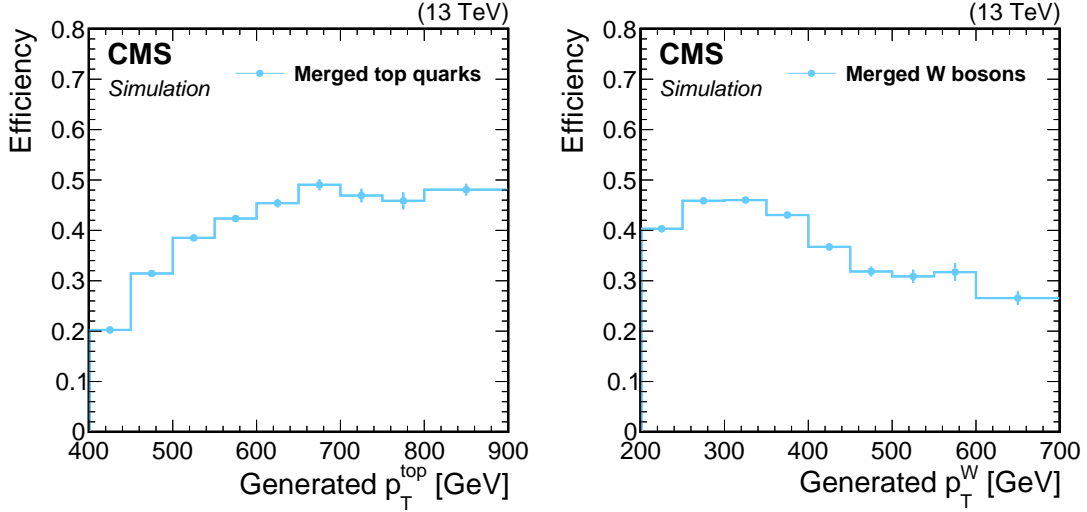 (13 TeV)
CMS
Simulation
Merged top quarks
Efficiency
0.8
0.7
0.6
0.5
0.4
0.3
0.2
0.1
0
400 500 600 700 800 900
Generated p_T^top [GeV]
(13 TeV)
CMS
Simulation
Merged W bosons
Efficiency
0.8
0.7
0.6
0.5
0.4
0.3
0.2
0.1
0
200 300 400 500 600 700
Generated p_T^W [GeV]